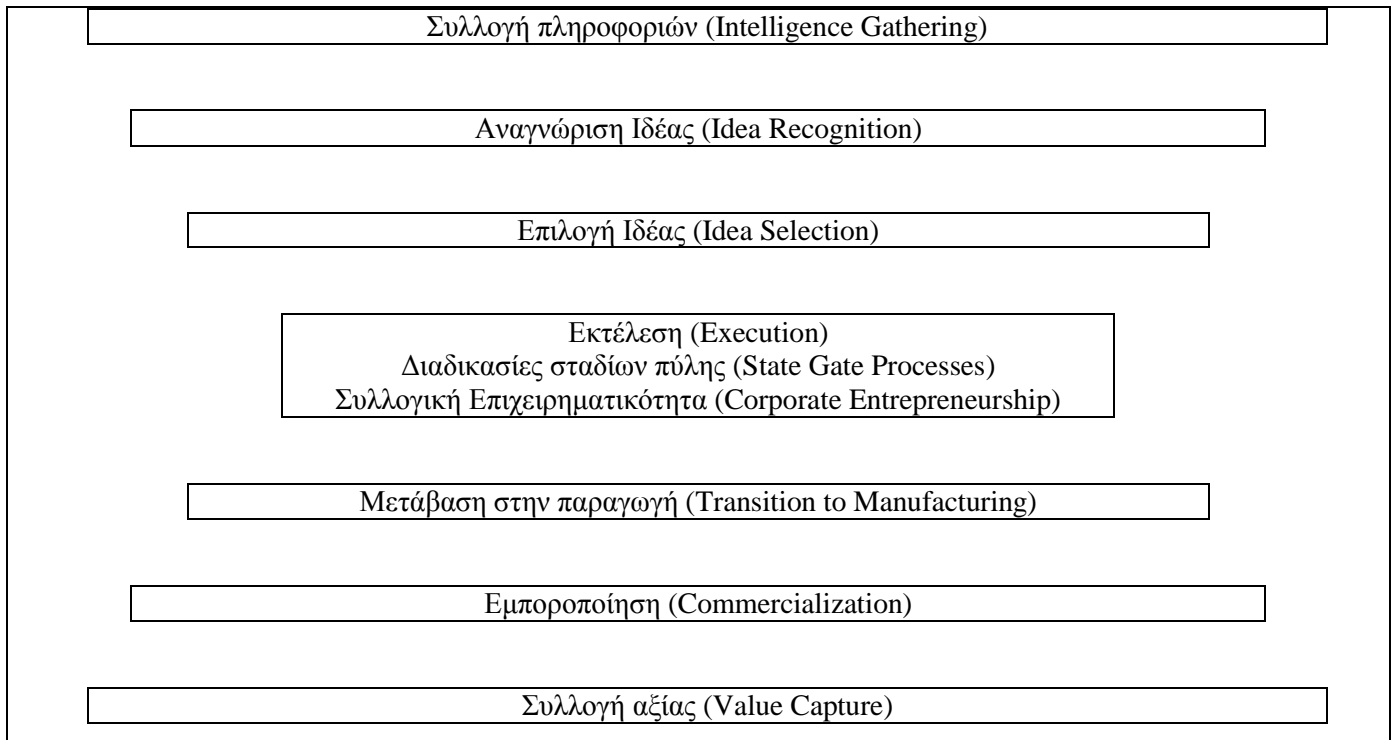 Συλλογή πληροφοριών (Intelligence Gathering)
Αναγνώριση Ιδέας (Idea Recognition)
Επιλογή Ιδέας (Idea Selection)
Εκτέλεση (Execution)
Διαδικασίες σταδίων πύλης (State Gate Processes)
Συλλογική Επιχειρηματικότητα (Corporate Entrepreneurship)
Μετάβαση στην παραγωγή (Transition to Manufacturing)
Εμποροποίηση (Commercialization)
Συλλογή αξίας (Value Capture)